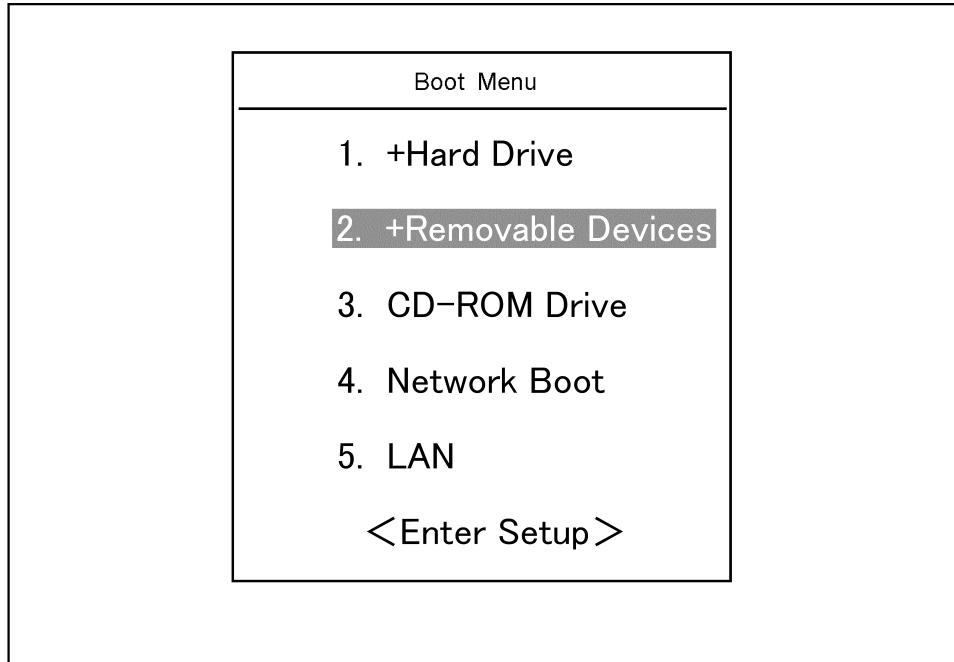 Boot Menu
1. +Hard Drive
2. +Removable Devices
3. CD-ROM Drive
4. Network Boot
5. LAN
<Enter Setup>